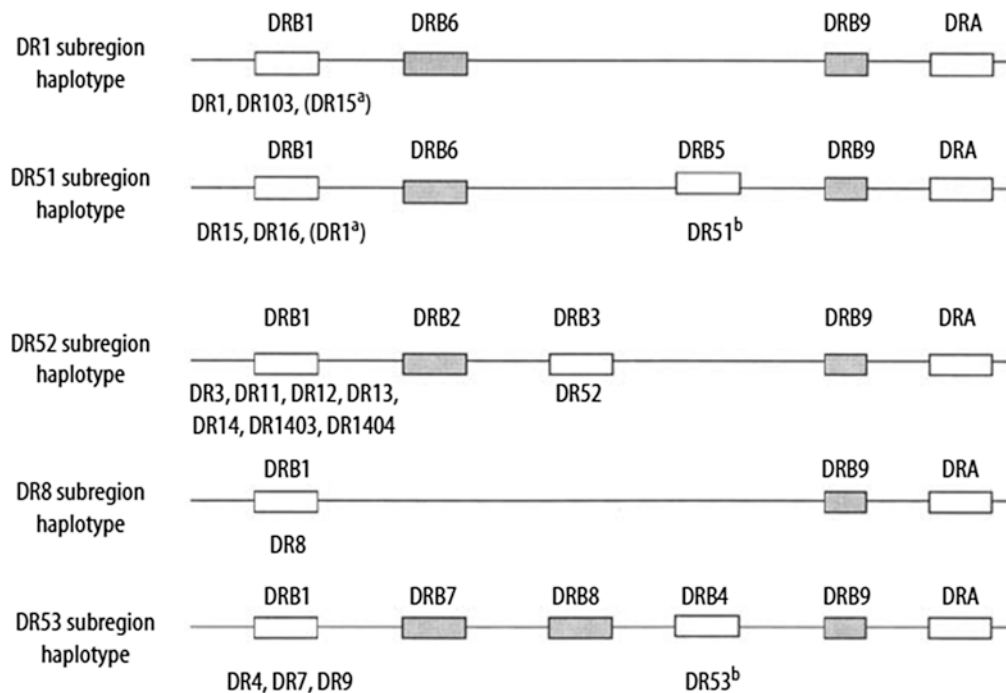 DRB1 DRB6 DRB9 DRA
DR1 subregion
haplotype
DR1, DR103, (DR15ᵃ)
DRB1 DRB6 DRB5 DRB9 DRA
DR51 subregion
haplotype
DR15, DR16, (DR1ᵃ) DR51ᵇ
DRB1 DRB2 DRB3 DRB9 DRA
DR52 subregion
haplotype
DR3, DR11, DR12, DR13, DR52
DR14, DR1403, DR1404
DRB1 DRB9 DRA
DR8 subregion
haplotype
DR8
DRB1 DRB7 DRB8 DRB4 DRB9 DRA
DR53 subregion
haplotype
DR4, DR7, DR9 DR53ᵇ